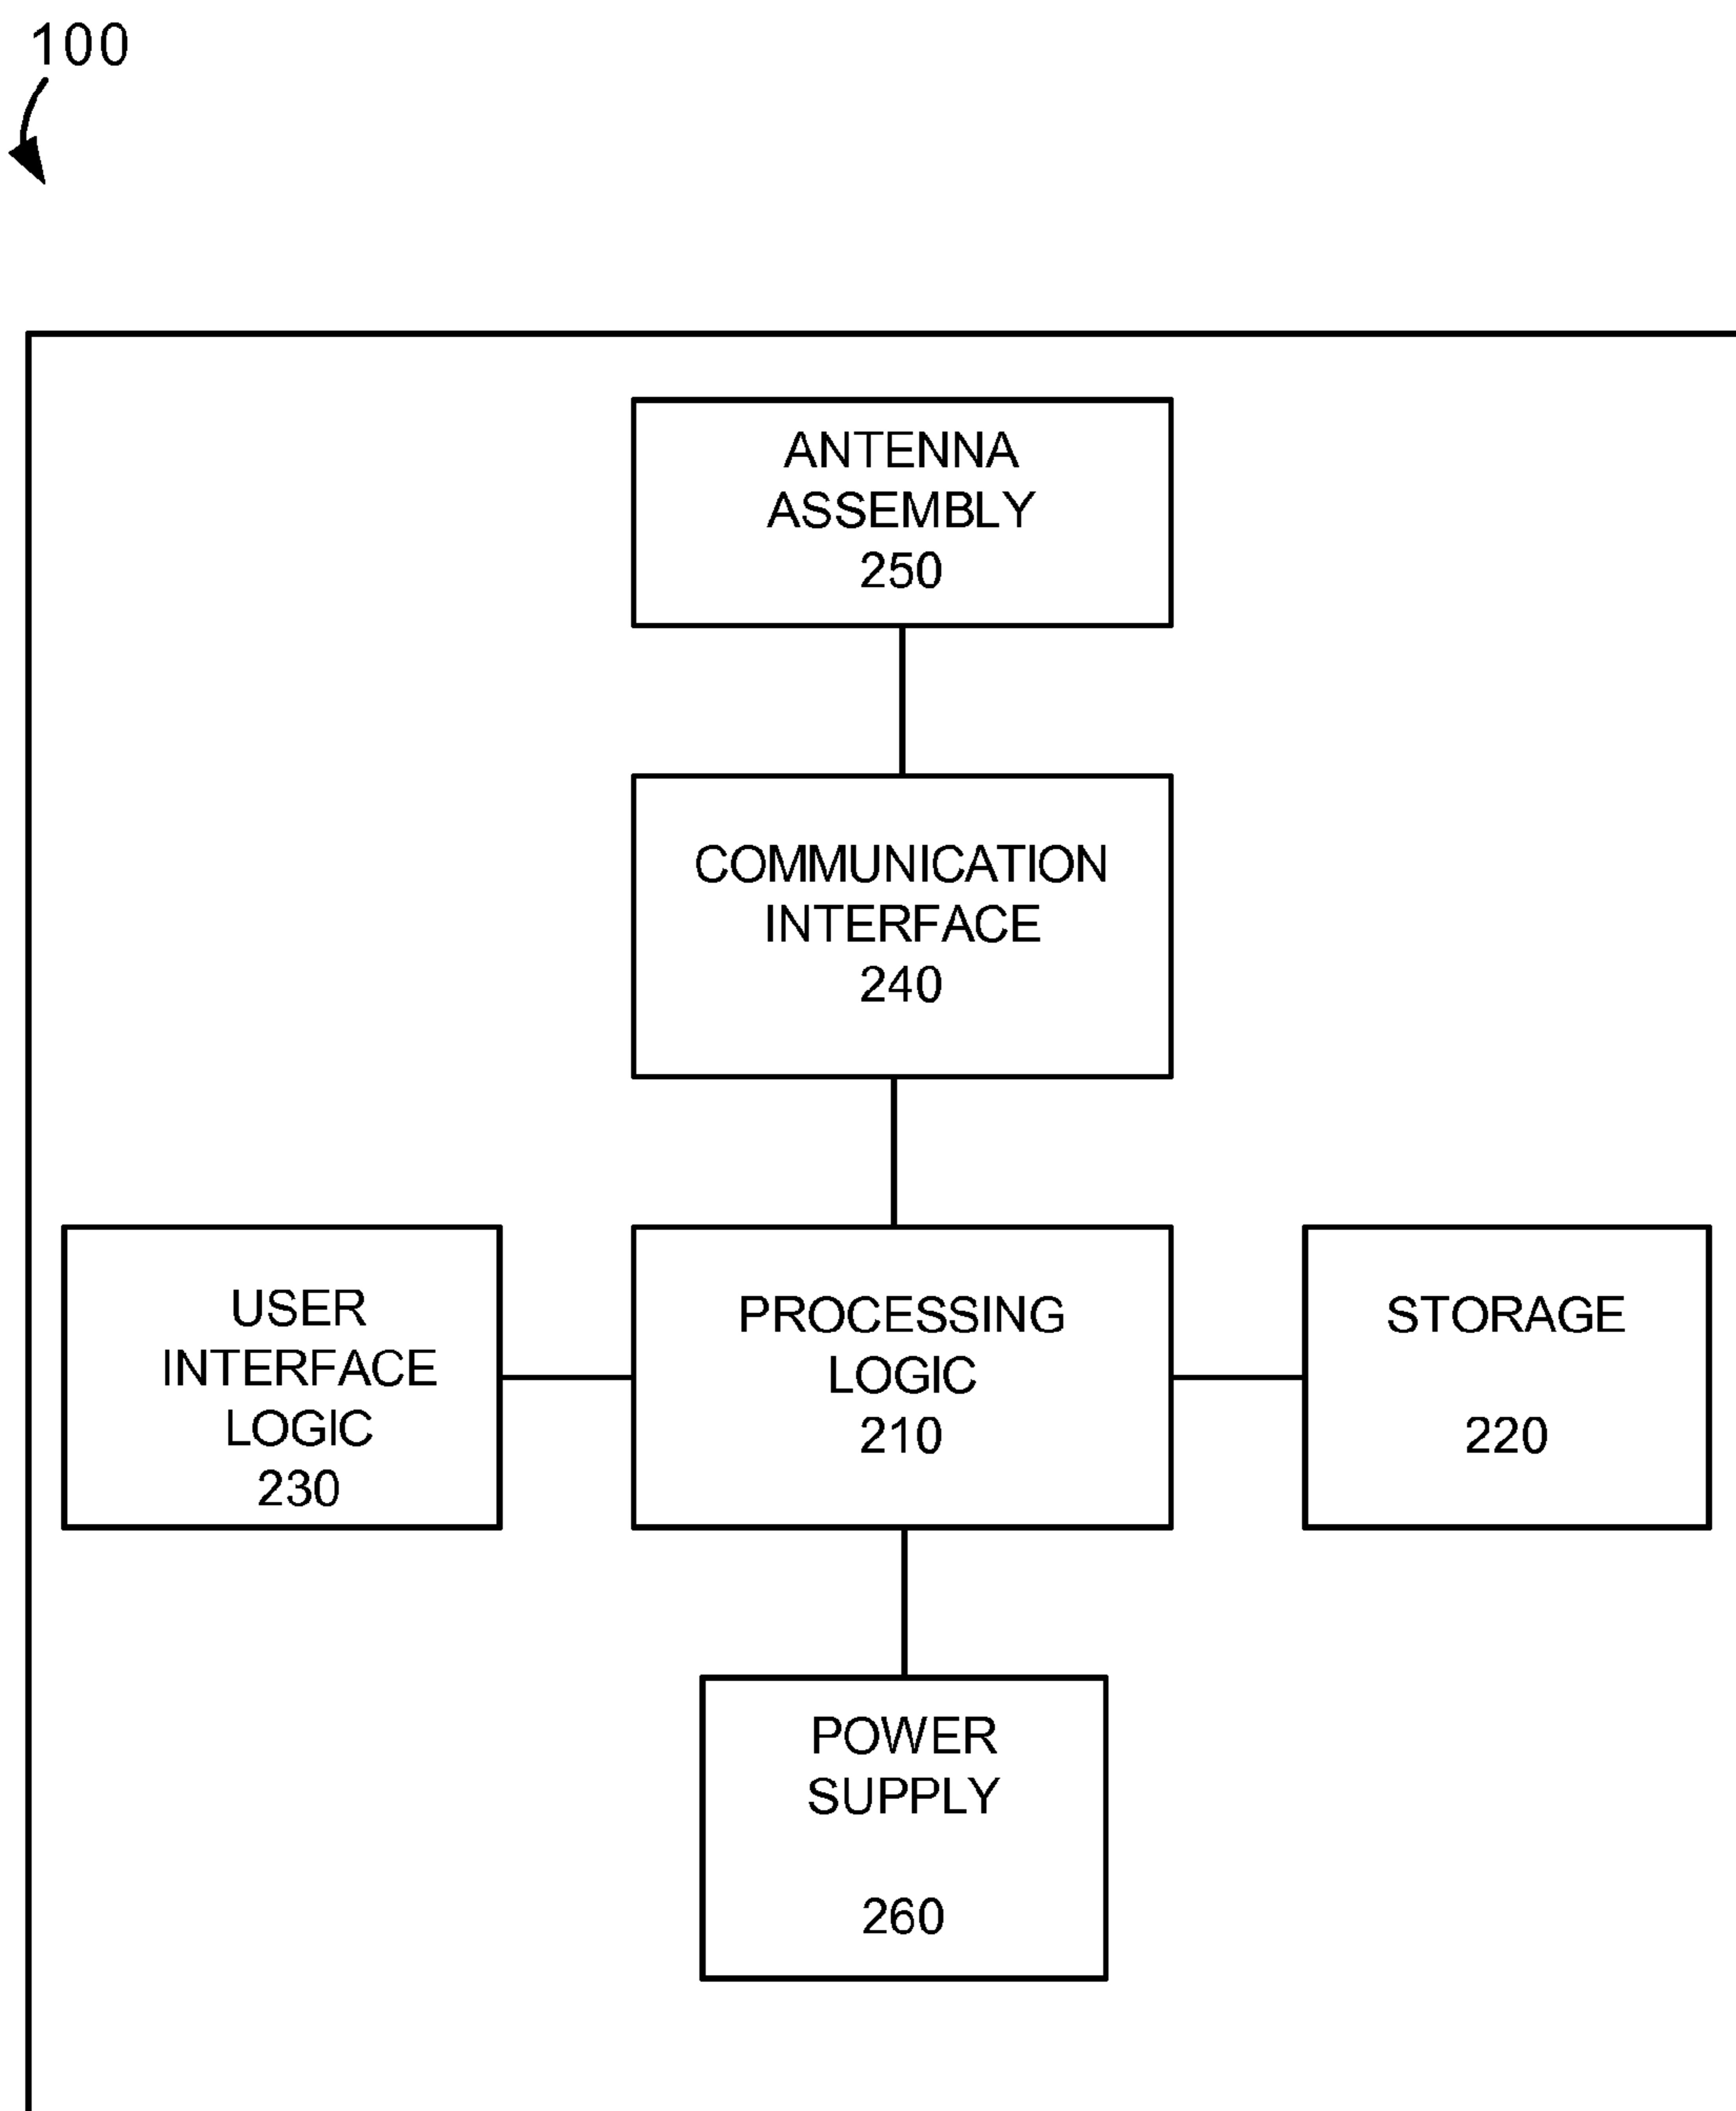 100
ANTENNA
ASSEMBLY
250
COMMUNICATION
INTERFACE
240
USER
INTERFACE
LOGIC
230
PROCESSING
LOGIC
210
STORAGE
220
POWER
SUPPLY
260